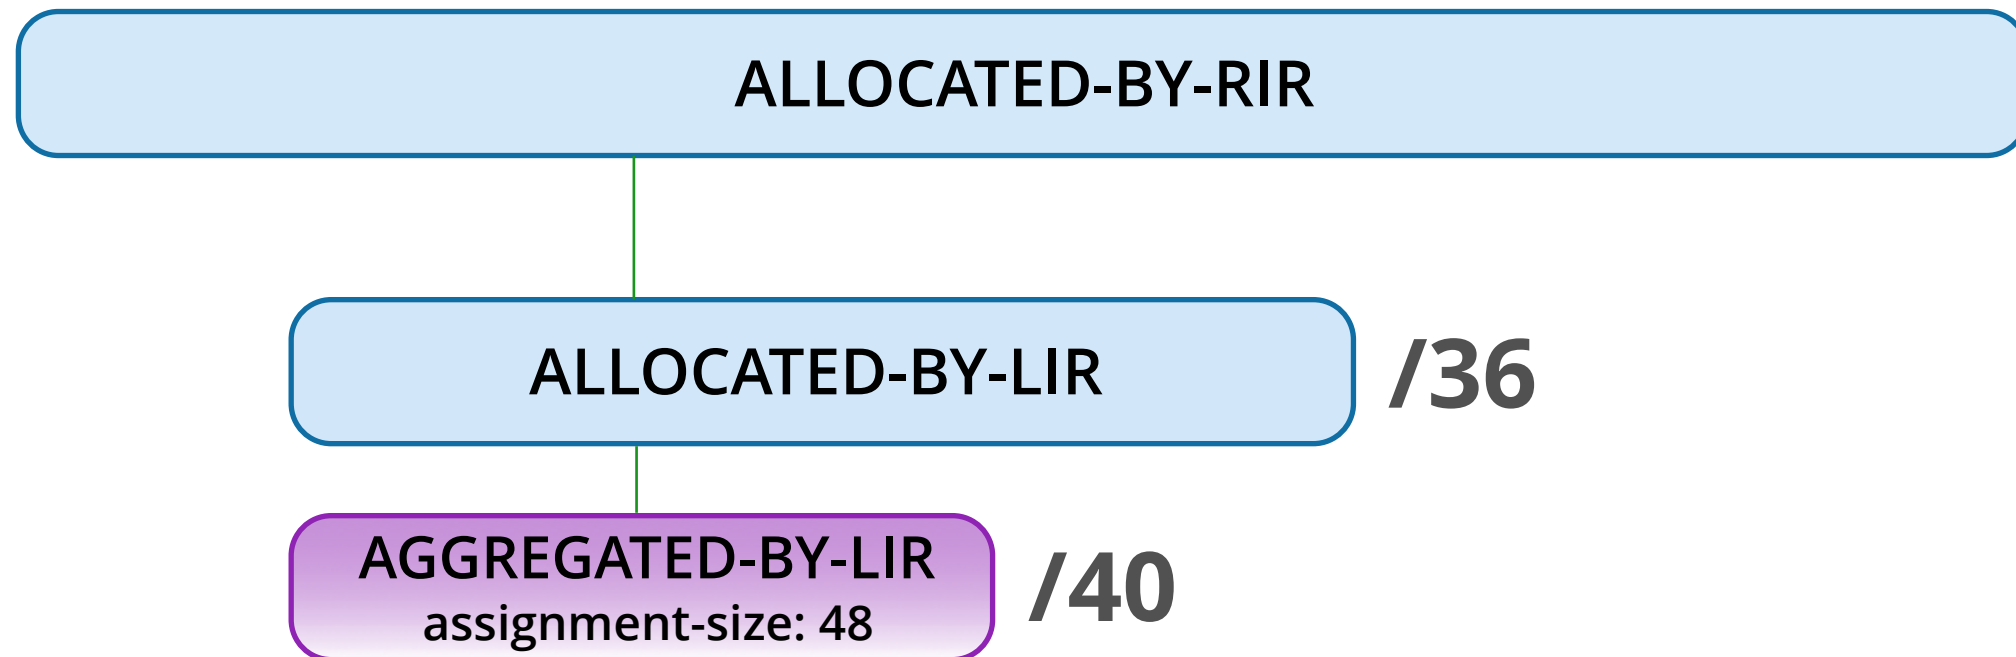 ALLOCATED-BY-RIR
ALLOCATED-BY-LIR
/36
AGGREGATED-BY-LIR
assignment-size: 48
/40